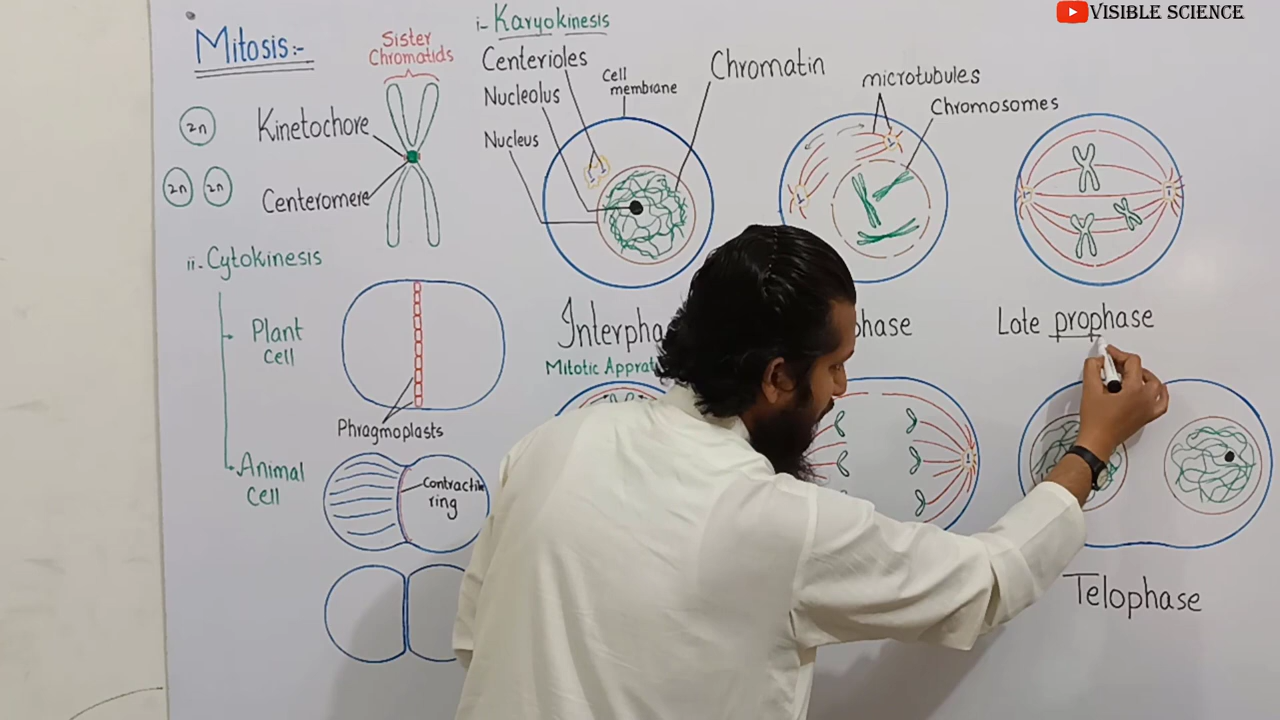 VISIBLE SCIENCE
Mitosis:-
Sister
Chromatids
2n
2n 2n
Kinetochore
Centeromere
i- Karyokinesis
Centerioles
Nucleolus
Nucleus
Cell
membrane
Chromatin
microtubules
Chromosomes
Late prophase
ii- Cytokinesis
Plant
Cell
Phragmoplasts
Animal
Cell
Contractile
ring
Mitotic
Telophase